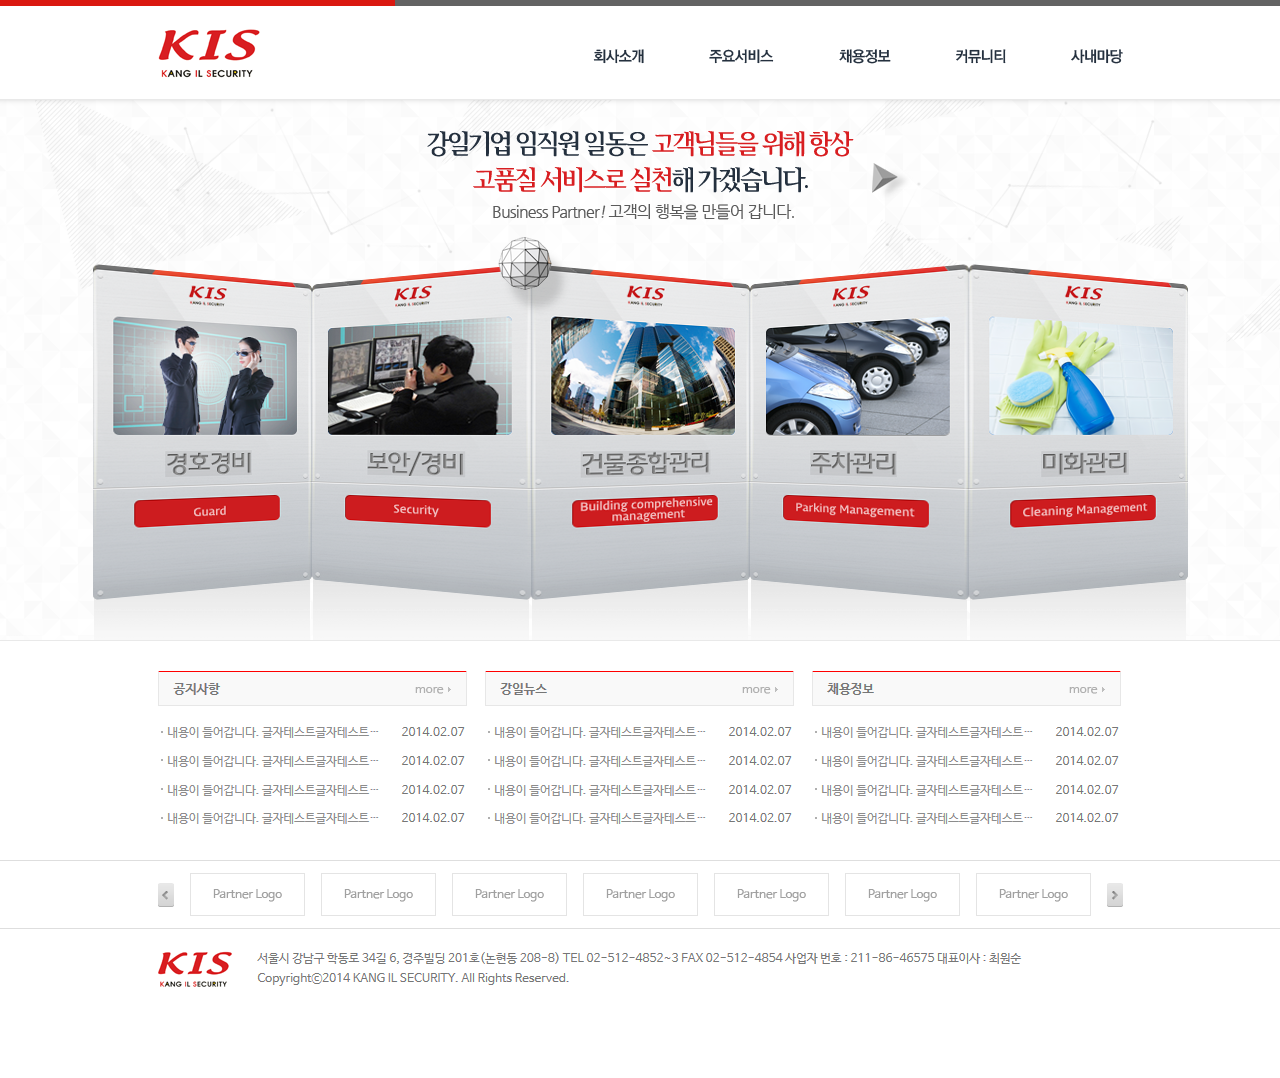 KIS
KANG IL SECURITY
회사소개 주요서비스 채용정보 커뮤니티 사내마당
강일기업 임직원 일동은 고객님들을 위해 항상
고품질 서비스로 실천해 가겠습니다.
Business Partner! 고객의 행복을 만들어 갑니다.
KIS KIS KIS KIS KIS
KANG IL SECURITY KANG IL SECURITY KANG IL SECURITY KANG IL SECURITY KANG IL SECURITY
경호경비 보안/경비 건물종합관리 주차관리 미화관리
Guard
Security
Building comprehensive
management
Parking Management
Cleaning Management
공지사항 more 강일뉴스 more 채용정보 more
· 내용이 들어갑니다. 글자테스트글자테스트… 2014.02.07 · 내용이 들어갑니다. 글자테스트글자테스트… 2014.02.07 · 내용이 들어갑니다. 글자테스트글자테스트… 2014.02.07
· 내용이 들어갑니다. 글자테스트글자테스트… 2014.02.07 · 내용이 들어갑니다. 글자테스트글자테스트… 2014.02.07 · 내용이 들어갑니다. 글자테스트글자테스트… 2014.02.07
· 내용이 들어갑니다. 글자테스트글자테스트… 2014.02.07 · 내용이 들어갑니다. 글자테스트글자테스트… 2014.02.07 · 내용이 들어갑니다. 글자테스트글자테스트… 2014.02.07
· 내용이 들어갑니다. 글자테스트글자테스트… 2014.02.07 · 내용이 들어갑니다. 글자테스트글자테스트… 2014.02.07 · 내용이 들어갑니다. 글자테스트글자테스트… 2014.02.07
Partner Logo Partner Logo Partner Logo Partner Logo Partner Logo Partner Logo Partner Logo
KIS
KANG IL SECURITY
서울시 강남구 학동로 34길 6, 경주빌딩 201호(논현동 208-8) TEL 02-512-4852~3 FAX 02-512-4854 사업자 번호 : 211-86-46575 대표이사 : 최원순
Copyrightⓒ2014 KANG IL SECURITY. All Rights Reserved.